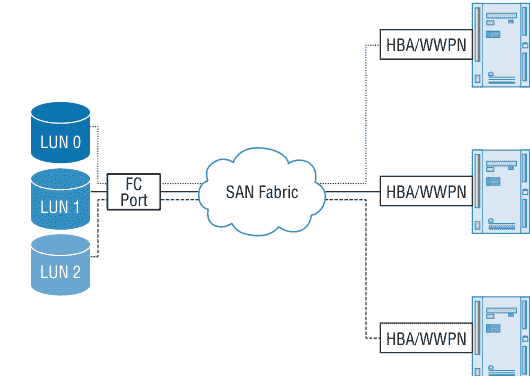 HBA/WWPN
LUN 0
LUN 1
LUN 2
FC
Port
SAN Fabric
HBA/WWPN
HBA/WWPN